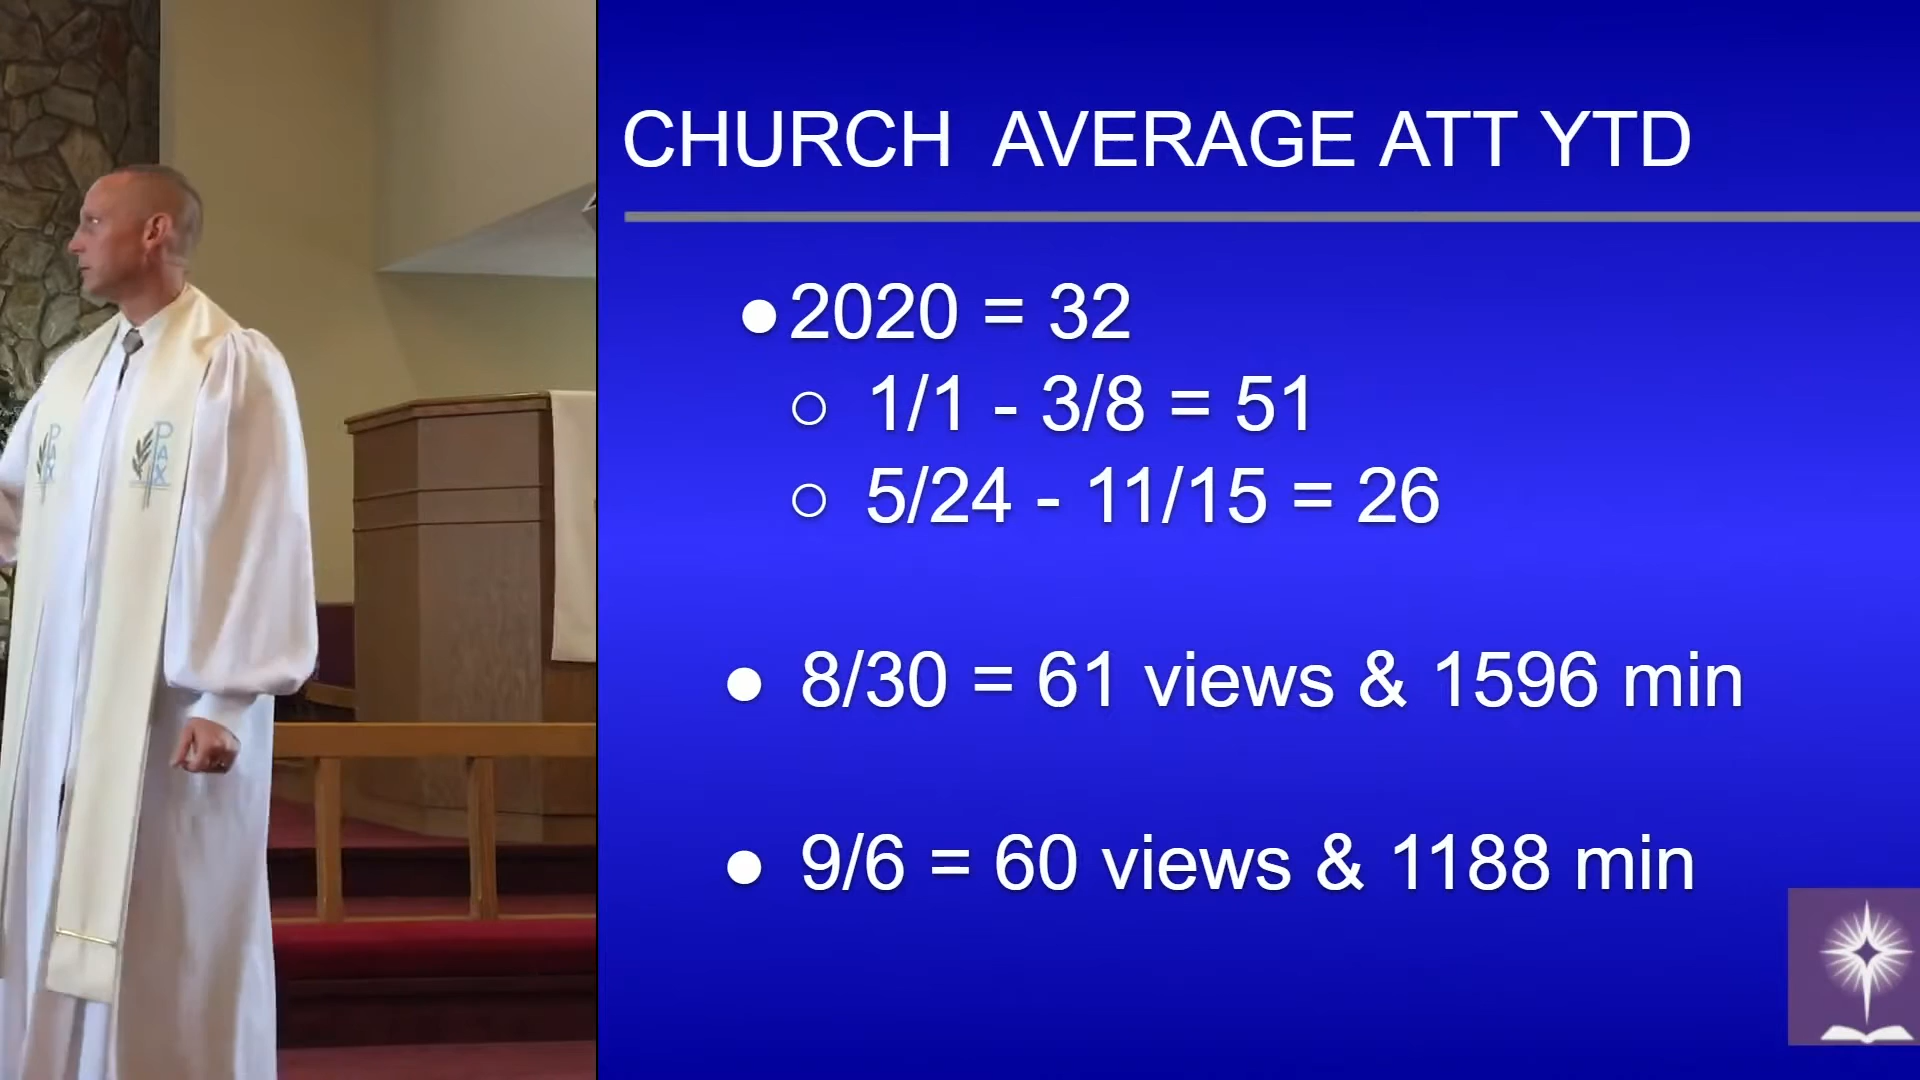 CHURCH  AVERAGE ATT YTD
●2020 = 32
○ 1/1 - 3/8 = 51
○ 5/24 - 11/15 = 26
● 8/30 = 61 views & 1596 min
● 9/6 = 60 views & 1188 min
PAX
PAX